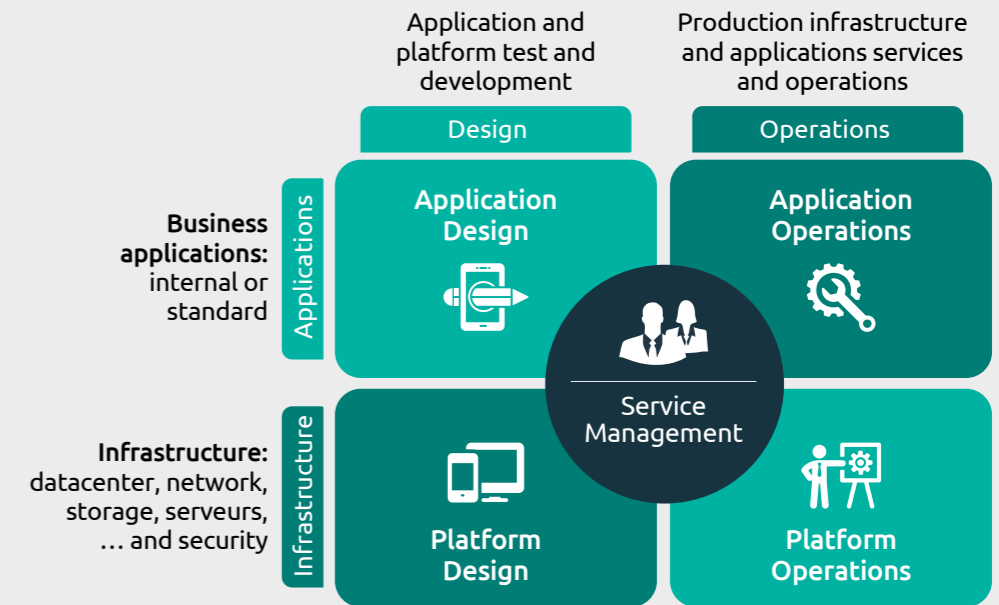 Application and
platform test and
development
Production infrastructure
and applications services
and operations
Design
Operations
Business
applications:
internal or
standard
Applications
Application
Design
Application
Operations
Service
Management
Infrastructure:
datacenter, network,
storage, serveurs,
… and security
Infrastructure
Platform
Design
Platform
Operations